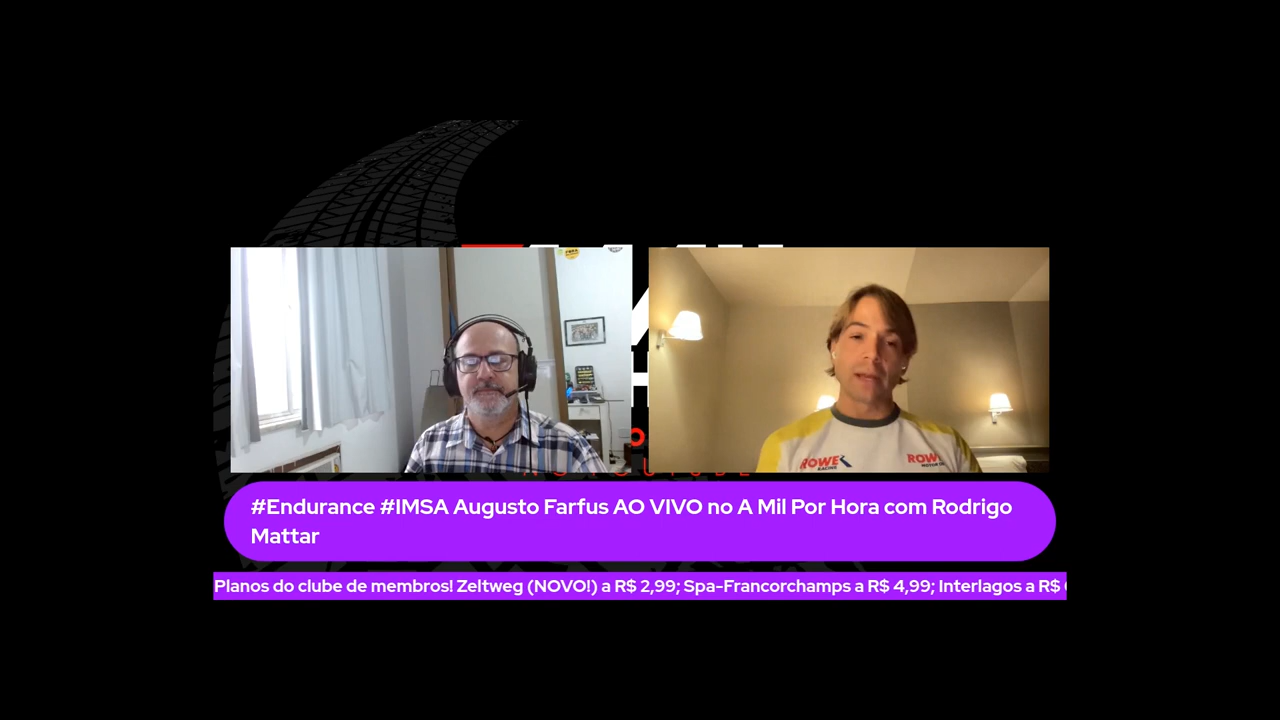 ROWE
RACING
ROWE
#Endurance #IMSA Augusto Farfus AO VIVO no A Mil Por Hora com Rodrigo
Mattar
Planos do clube de membros! Zeltweg (NOVO!) a R$ 2,99; Spa-Francorchamps a R$ 4,99; Interlagos a R$